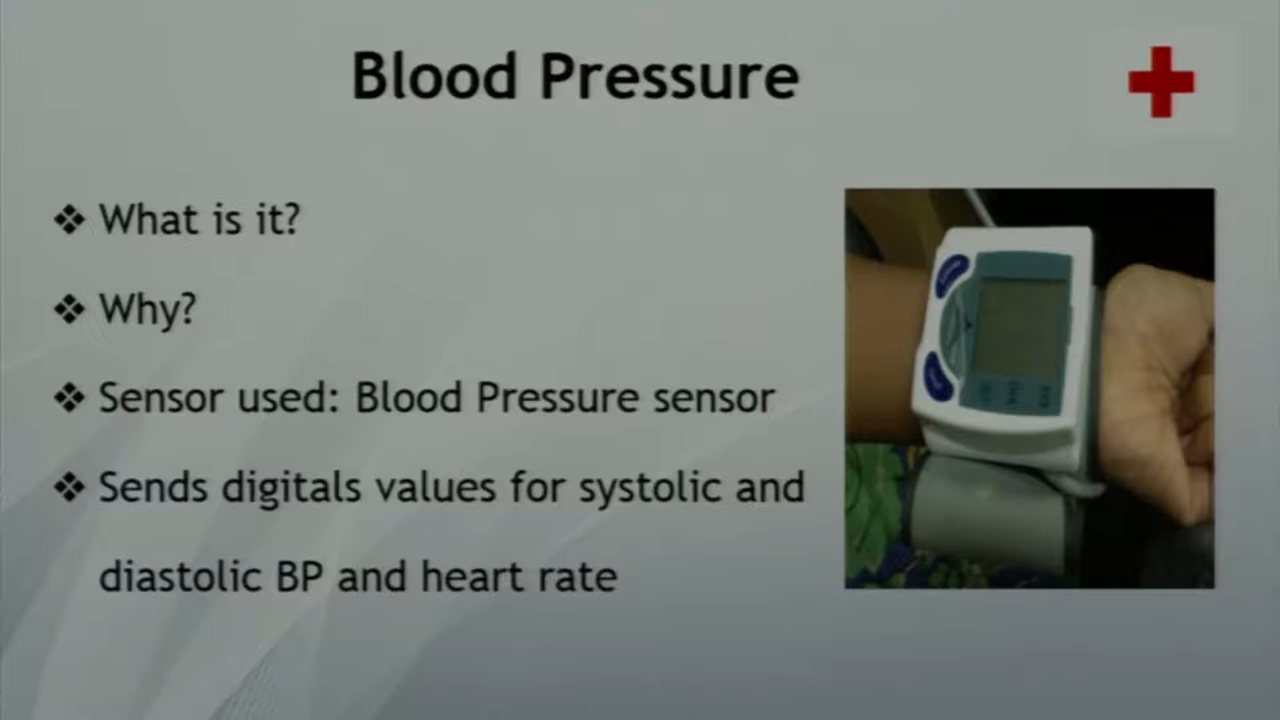 Blood Pressure
❖ What is it?
❖ Why?
❖ Sensor used: Blood Pressure sensor
❖ Sends digitals values for systolic and
diastolic BP and heart rate